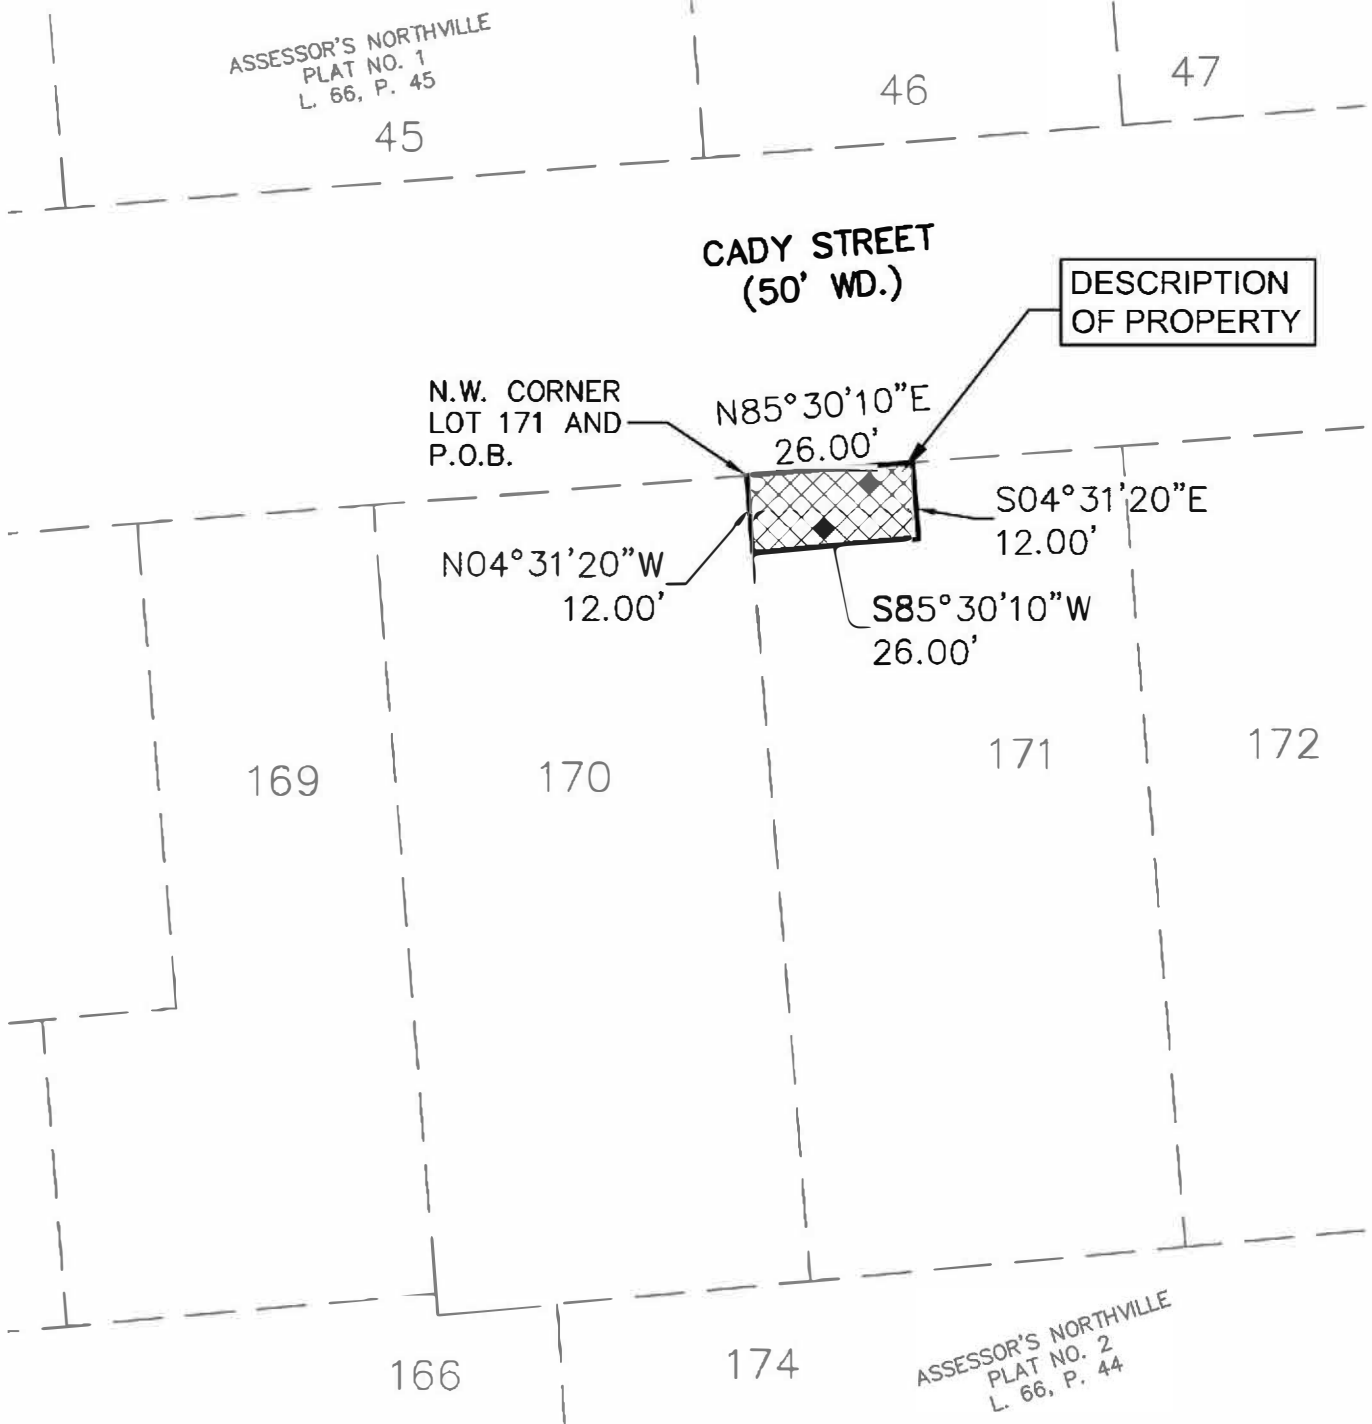 ASSESSOR'S NORTHVILLE
PLAT NO. 1
L. 66, P. 45
45
46
47
CADY STREET
(50' WD.)
DESCRIPTION
OF PROPERTY
N.W. CORNER
LOT 171 AND
P.O.B.
N85°30'10"E
26.00'
S04°31'20"E
12.00'
N04°31'20"W
12.00'
S85°30'10"W
26.00'
169
170
171
172
166
174
ASSESSOR'S NORTHVILLE
PLAT NO. 2
L. 66, P. 44